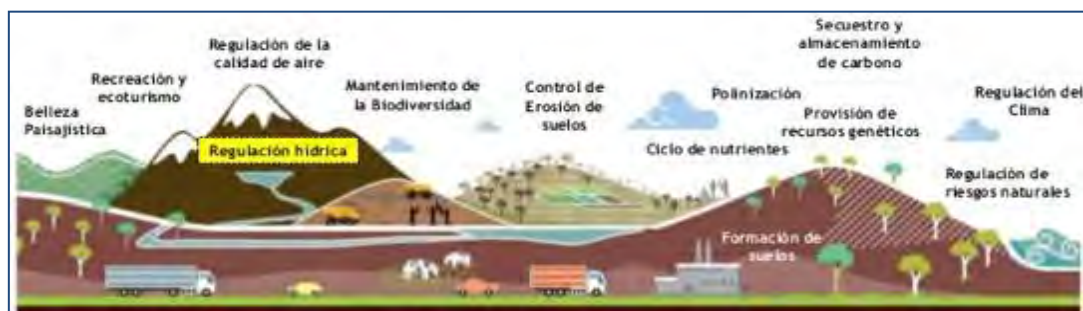 Belleza
Paisajística
Recreación y
ecoturismo
Regulación de la
calidad de aire
Regulación hídrica
Mantenimiento de
la Biodiversidad
Control de
Erosión de
suelos
Polinización
Ciclo de nutrientes
Secuestro y
almacenamiento
de carbono
Provisión de
recursos genéticos
Formación de
suelos
Regulación del
Clima
Regulación de
riesgos naturales